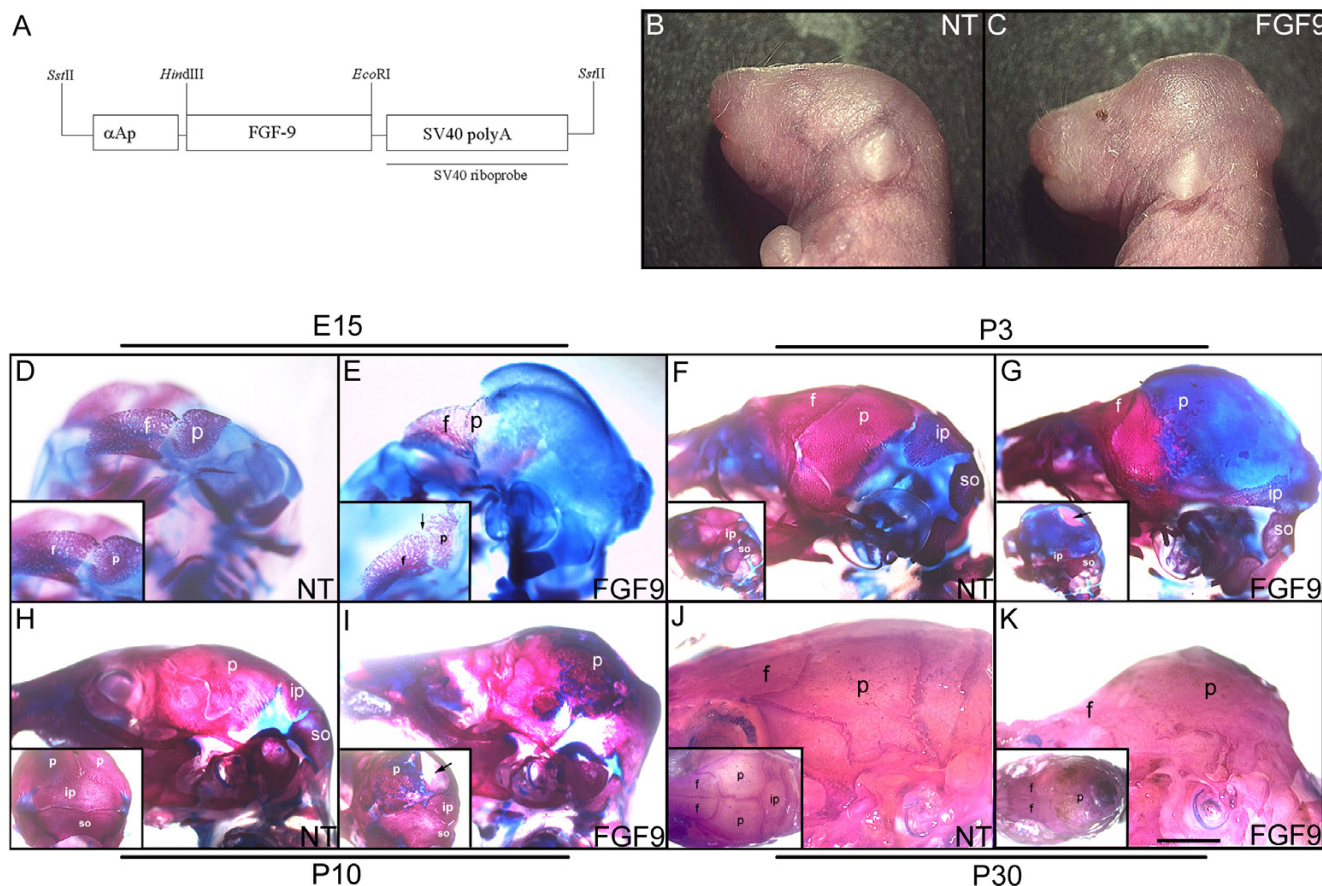 A
SstII
HindIII
EcoRI
SstII
αAp
FGF-9
SV40 polyA
SV40 riboprobe
B
NT
C
FGF9
E15
P3
D
f
p
f
p
NT
E
f
p
f
p
FGF9
F
f
p
ip
so
ip
so
NT
G
f
p
ip
so
ip
so
FGF9
H
p
ip
so
p
p
ip
so
NT
I
p
p
ip
so
FGF9
J
f
p
f
p
f
p
ip
NT
K
f
p
f
f
p
FGF9
P10
P30